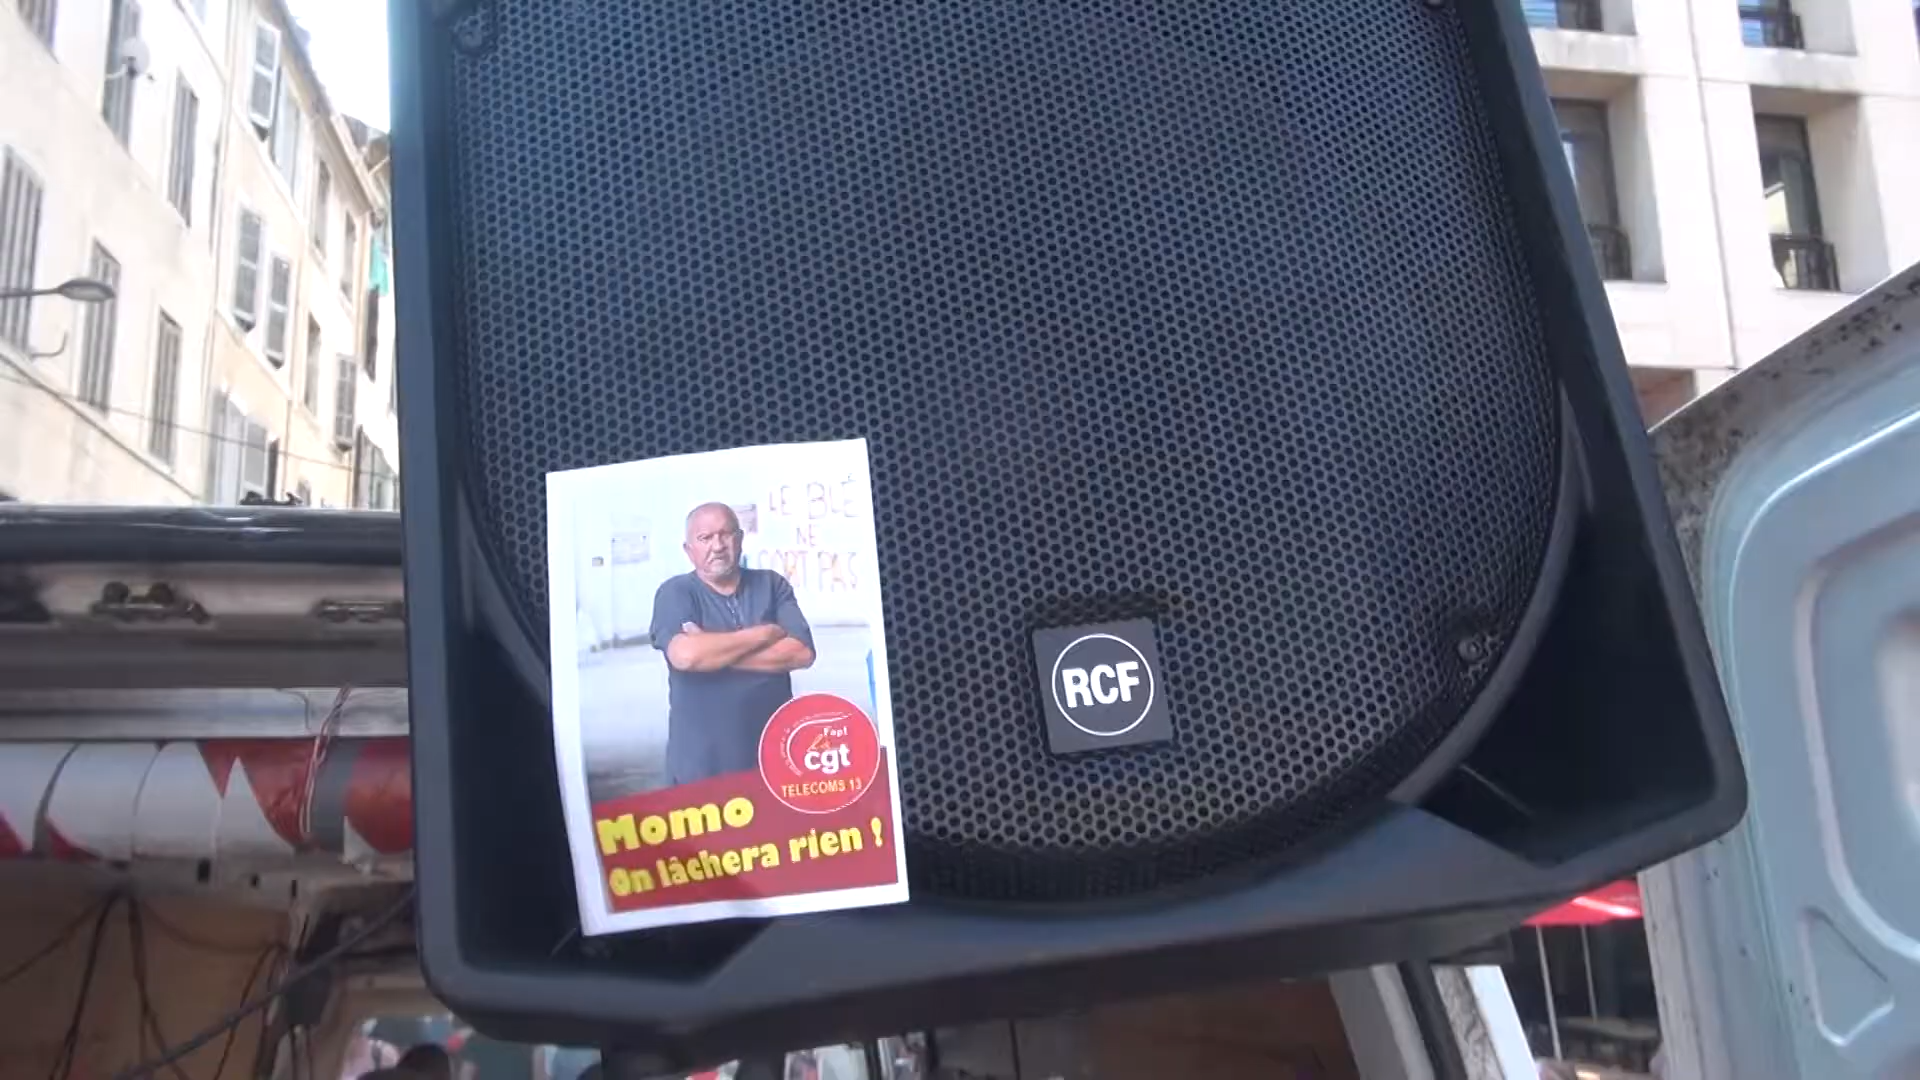 LE BLÉ
NE
SORT PAS
Fapt
cgt
TELECOMS 13
Momo
On lâchera rien !
RCF